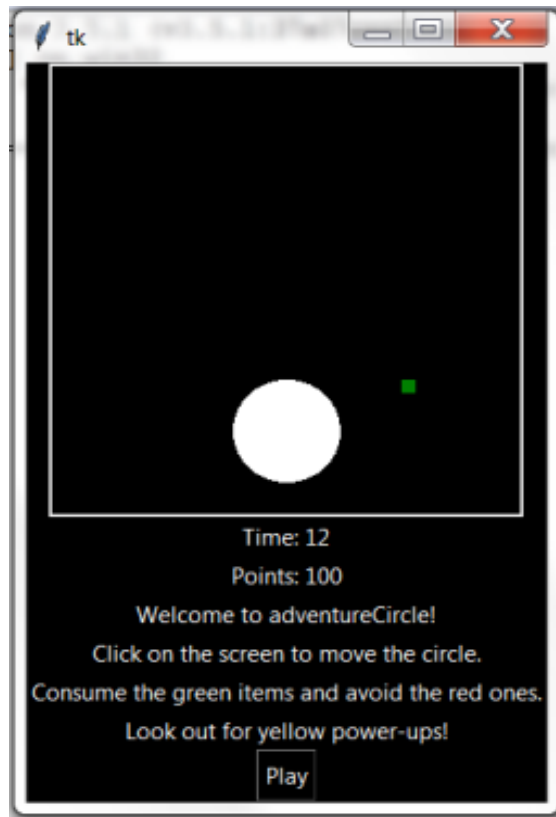 tk
Time: 12
Points: 100
Welcome to adventureCircle!
Click on the screen to move the circle.
Consume the green items and avoid the red ones.
Look out for yellow power-ups!
Play